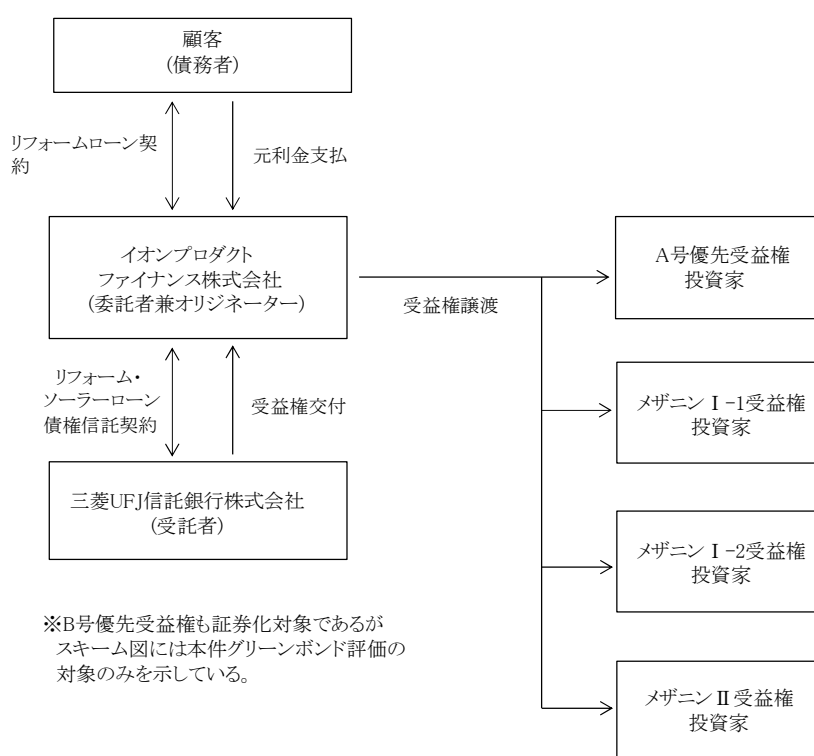 顧客
(債務者)
リフォームローン契
約
元利金支払
イオンプロダクト
ファイナンス株式会社
(委託者兼オリジネーター)
受益権譲渡
A号優先受益権
投資家
リフォーム・
ソーラーローン
債権信託契約
受益権交付
メザニンⅠ-1受益権
投資家
三菱UFJ信託銀行株式会社
(受託者)
メザニンⅠ-2受益権
投資家
※B号優先受益権も証券化対象であるが
スキーム図には本件グリーンボンド評価の
対象のみを示している。
メザニンⅡ受益権
投資家